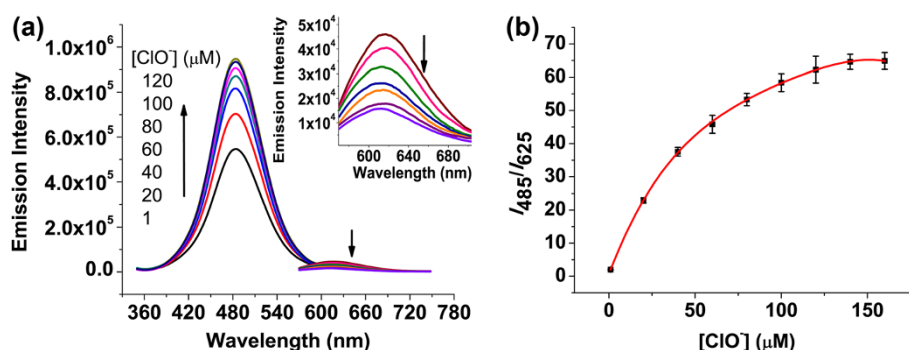 (a)
Emission Intensity
1.0x10⁶
8.0x10⁵
6.0x10⁵
4.0x10⁵
2.0x10⁵
0.0
[ClO⁻] (μM)
120
100
80
60
40
20
1
360 420 480 540 600 660 720 780
Wavelength (nm)
Emission Intensity
5x10⁴
4x10⁴
3x10⁴
2x10⁴
1x10⁴
600 640 680
Wavelength (nm)
(b)
I₄₈₅/I₆₂₅
70
60
50
40
30
20
10
0
0 50 100 150
[ClO⁻] (μM)